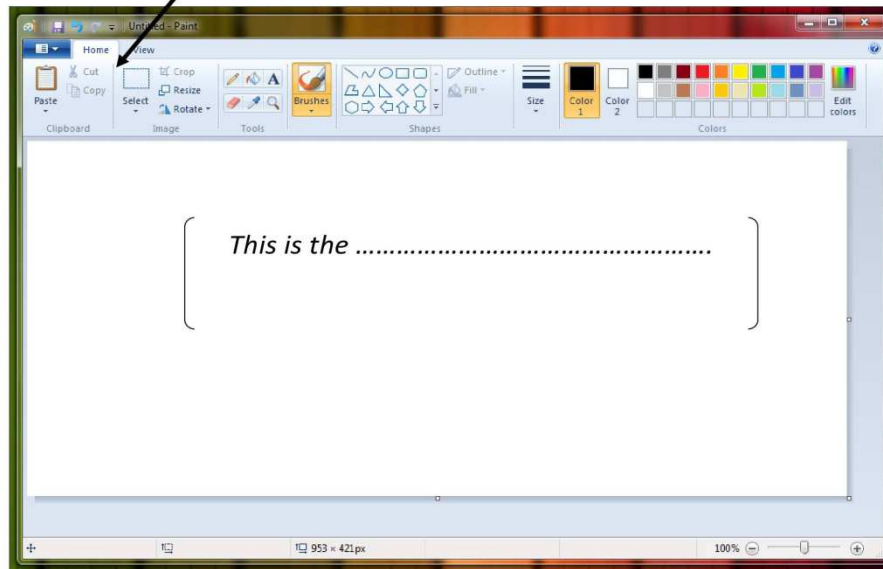 Untitled - Paint
Home View
Cut Crop Outline
Copy Resize Fill
Paste Select Rotate Brushes Size Color 1 Color 2 Edit colors
Clipboard Image Tools Shapes Colors
This is the ………………………………………………….
953 × 421px 100%